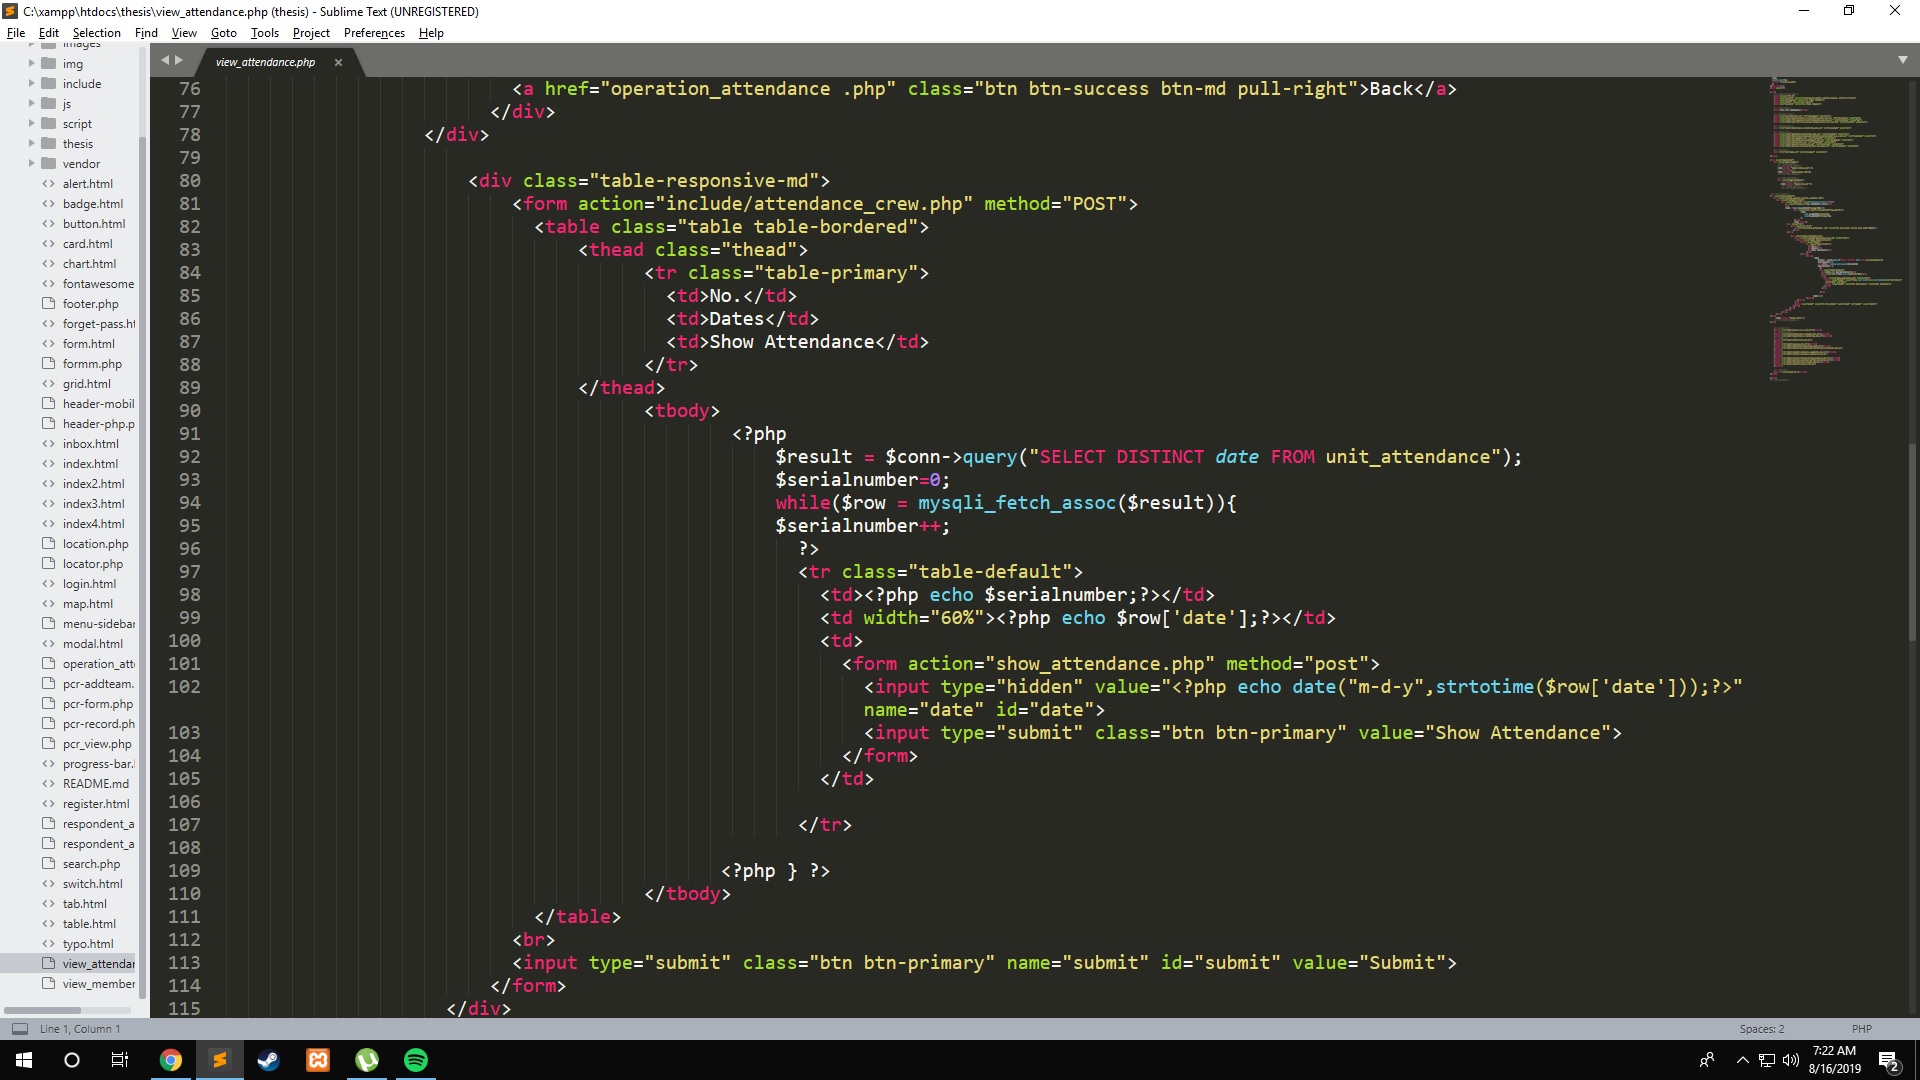 C:\xampp\htdocs\thesis\view_attendance.php (thesis) - Sublime Text (UNREGISTERED)
File Edit Selection Find View Goto Tools Project Preferences Help
images
img
include
js
script
thesis
vendor
alert.html
badge.html
button.html
card.html
chart.html
fontawesome
footer.php
forget-pass.ht
form.html
formm.php
grid.html
header-mobil
header-php.p
inbox.html
index.html
index2.html
index3.html
index4.html
location.php
locator.php
login.html
map.html
menu-sidebar
modal.html
operation_att
pcr-addteam.
pcr-form.php
pcr-record.ph
pcr_view.php
progress-bar.
README.md
register.html
respondent_a
respondent_a
search.php
switch.html
tab.html
table.html
typo.html
view_attendar
view_member
view_attendance.php
76 <a href="operation_attendance .php" class="btn btn-success btn-md pull-right">Back</a>
77 </div>
78 </div>
79
80 <div class="table-responsive-md">
81 <form action="include/attendance_crew.php" method="POST">
82 <table class="table table-bordered">
83 <thead class="thead">
84 <tr class="table-primary">
85 <td>No.</td>
86 <td>Dates</td>
87 <td>Show Attendance</td>
88 </tr>
89 </thead>
90 <tbody>
91 <?php
92 $result = $conn->query("SELECT DISTINCT date FROM unit_attendance");
93 $serialnumber=0;
94 while($row = mysqli_fetch_assoc($result)){
95 $serialnumber++;
96 ?>
97 <tr class="table-default">
98 <td><?php echo $serialnumber;?></td>
99 <td width="60%"><?php echo $row['date'];?></td>
100 <td>
101 <form action="show_attendance.php" method="post">
102 <input type="hidden" value="<?php echo date("m-d-y",strtotime($row['date']));?>"
name="date" id="date">
103 <input type="submit" class="btn btn-primary" value="Show Attendance">
104 </form>
105 </td>
106
107 </tr>
108
109 <?php } ?>
110 </tbody>
111 </table>
112 <br>
113 <input type="submit" class="btn btn-primary" name="submit" id="submit" value="Submit">
114 </form>
115 </div>
Line 1, Column 1
Spaces: 2
PHP
7:22 AM
8/16/2019
2